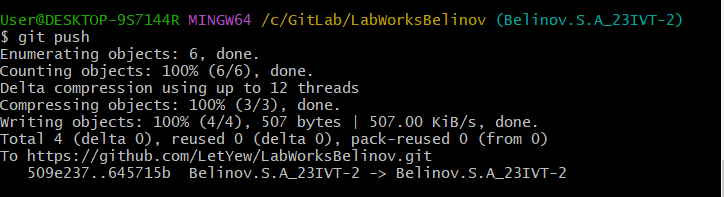 User@DESKTOP-9S7144R MINGW64 /c/GitLab/LabWorksBelinov (Belinov.S.A_23IVT-2)
$ git push
Enumerating objects: 6, done.
Counting objects: 100% (6/6), done.
Delta compression using up to 12 threads
Compressing objects: 100% (3/3), done.
Writing objects: 100% (4/4), 507 bytes | 507.00 KiB/s, done.
Total 4 (delta 0), reused 0 (delta 0), pack-reused 0 (from 0)
To https://github.com/LetYew/LabWorksBelinov.git
   509e237..645715b  Belinov.S.A_23IVT-2 -> Belinov.S.A_23IVT-2